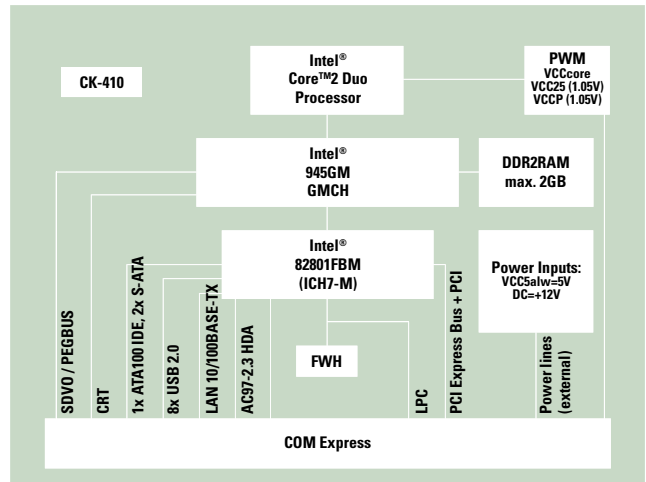 CK-410
Intel®
Core™2 Duo
Processor
PWM
VCCcore
VCC25 (1.05V)
VCCP (1.05V)
Intel®
945GM
GMCH
DDR2RAM
max. 2GB
Intel®
82801FBM
(ICH7-M)
Power Inputs:
VCC5alw=5V
DC=+12V
FWH
SDVO / PEGBUS
CRT
1x ATA100 IDE, 2x S-ATA
8x USB 2.0
LAN 10/100BASE-TX
AC97-2.3 HDA
LPC
PCI Express Bus + PCI
Power lines
(external)
COM Express